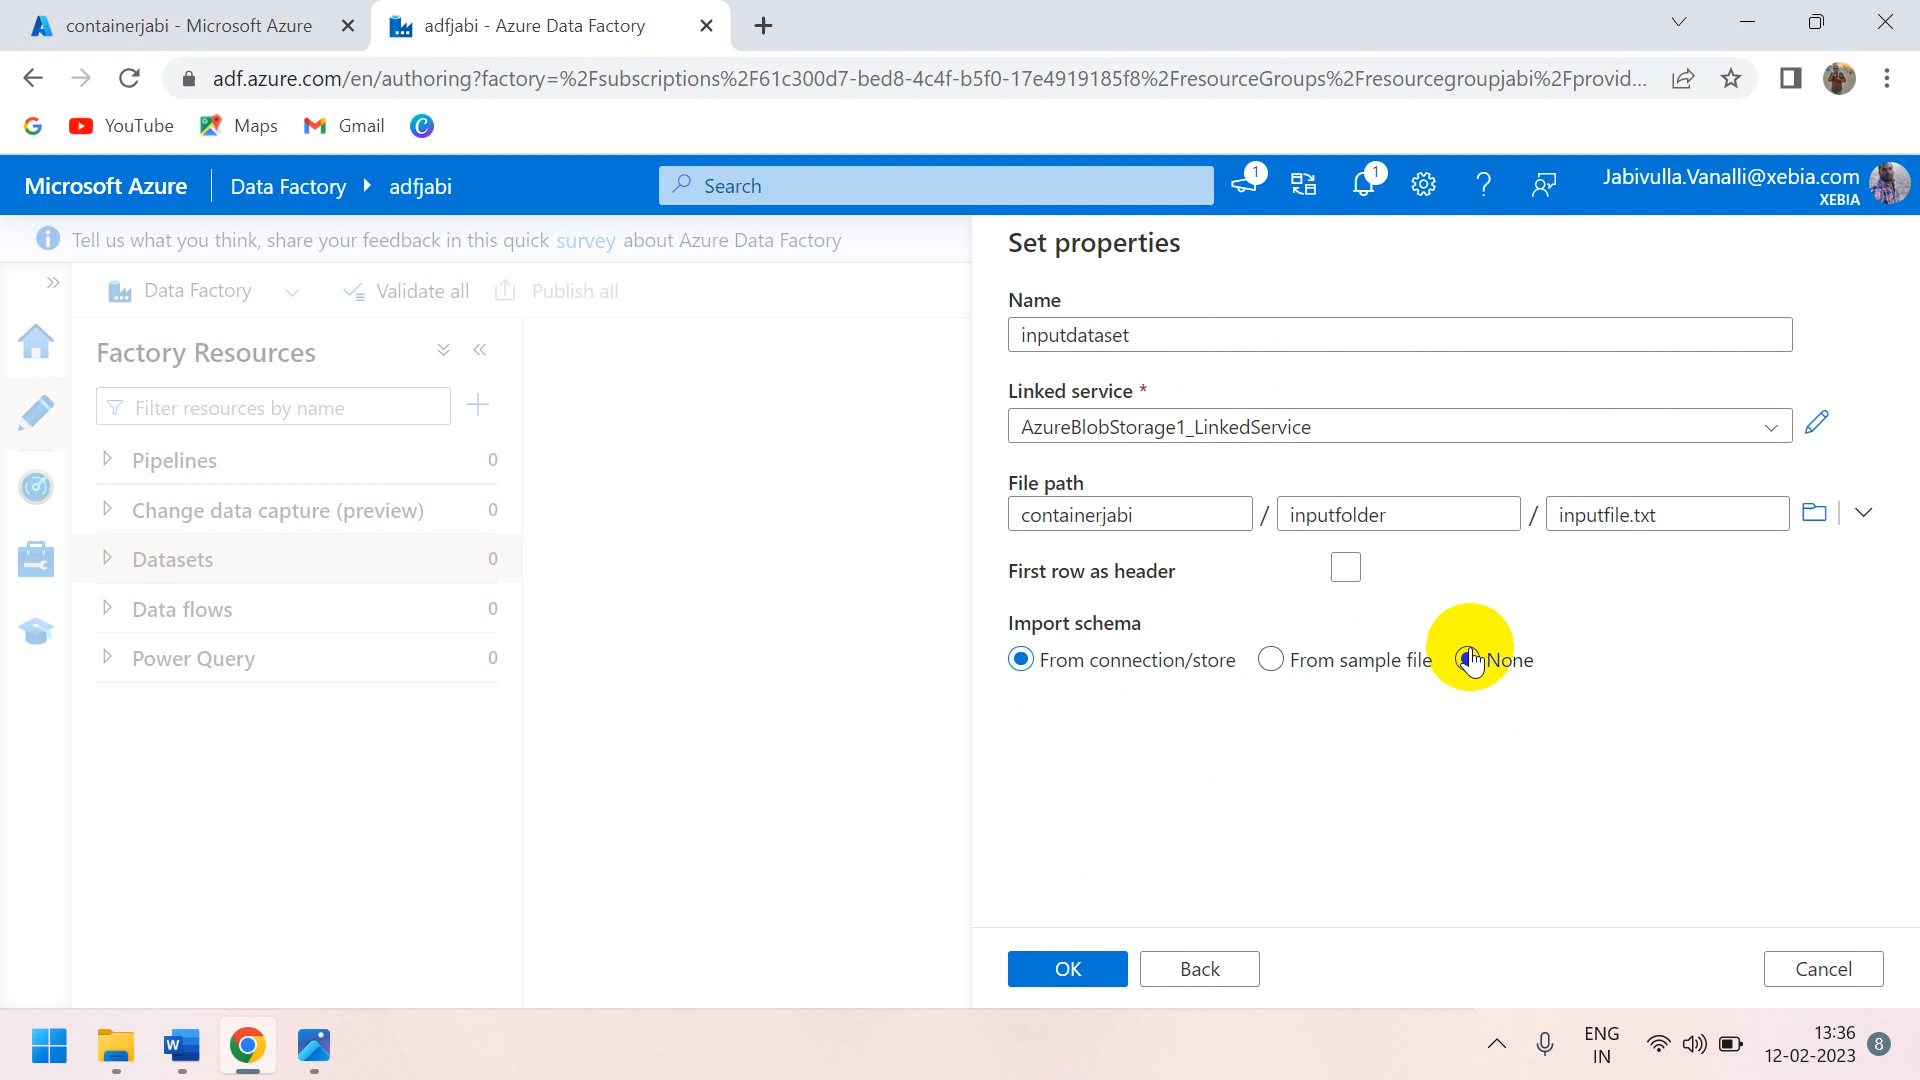 containerjabi - Microsoft Azure
adfjabi - Azure Data Factory
adf.azure.com/en/authoring?factory=%2Fsubscriptions%2F61c300d7-bed8-4c4f-b5f0-17e4919185f8%2FresourceGroups%2Fresourcegroupjabi%2Fprovid...
G YouTube Maps Gmail
Microsoft Azure
Data Factory adfjabi
Search
1
1
Jabivulla.Vanalli@xebia.com
XEBIA
Tell us what you think, share your feedback in this quick survey about Azure Data Factory
Data Factory Validate all Publish all
Factory Resources
Filter resources by name
Pipelines 0
Change data capture (preview) 0
Datasets 0
Data flows 0
Power Query 0
Set properties
Name
inputdataset
Linked service *
AzureBlobStorage1_LinkedService
File path
containerjabi / inputfolder / inputfile.txt
First row as header
Import schema
From connection/store From sample file None
OK Back Cancel
W
ENG
IN
13:36
12-02-2023
8